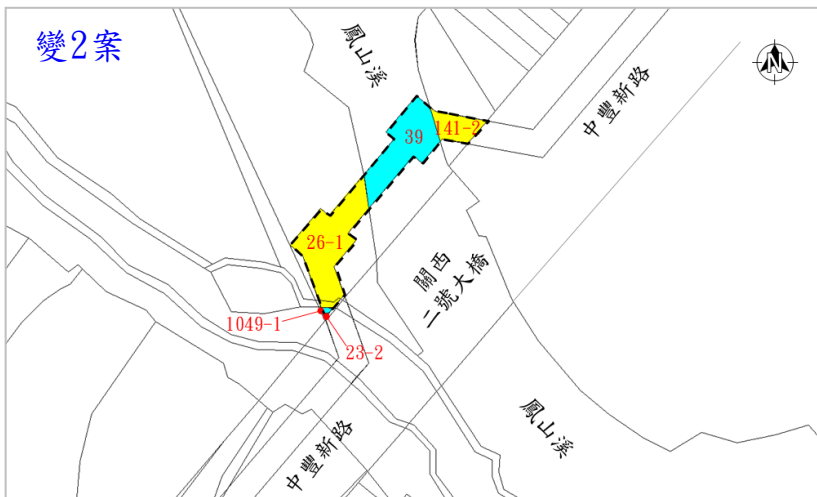 變2案
鳳山溪
N
中豐新路
141-2
39
26-1
關西
二號大橋
1049-1
23-2
鳳山溪
中豐新路